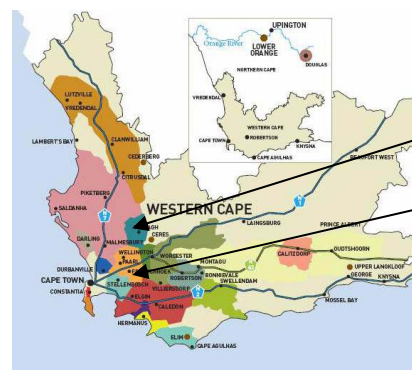 UPINGTON
Orange River
LOWER
ORANGE
DOUGLAS
NORTHERN CAPE
VREDENDAL
WESTERN CAPE
CAPE TOWN
ROBERTSON
KNYSNA
CAPE AGULHAS
LUTZVILLE
VREDENDAL
LAMBERT'S BAY
CLANWILLIAM
CEDERBERG
CITRUSDAL
BEAUFORT WEST
PIKETBERG
SALDANHA
WESTERN CAPE
CERES
LAINGSBURG
PRINCE ALBERT
DARLING
MALMESBURY
WELLINGTON
WORCESTER
PAARL
MONTAGU
OUDTSHOORN
DURBANVILLE
ROBERTSON
BONNIEVALE
CALITZDORP
UPPER LANGKLOOF
CAPE TOWN
STELLENBOSCH
VILLIERSDORP
SWELLENDAM
GEORGE
KNYSNA
CONSTANTIA
ELGIN
CALEDON
MOSSEL BAY
HERMANUS
ELIM
CAPE AGULHAS